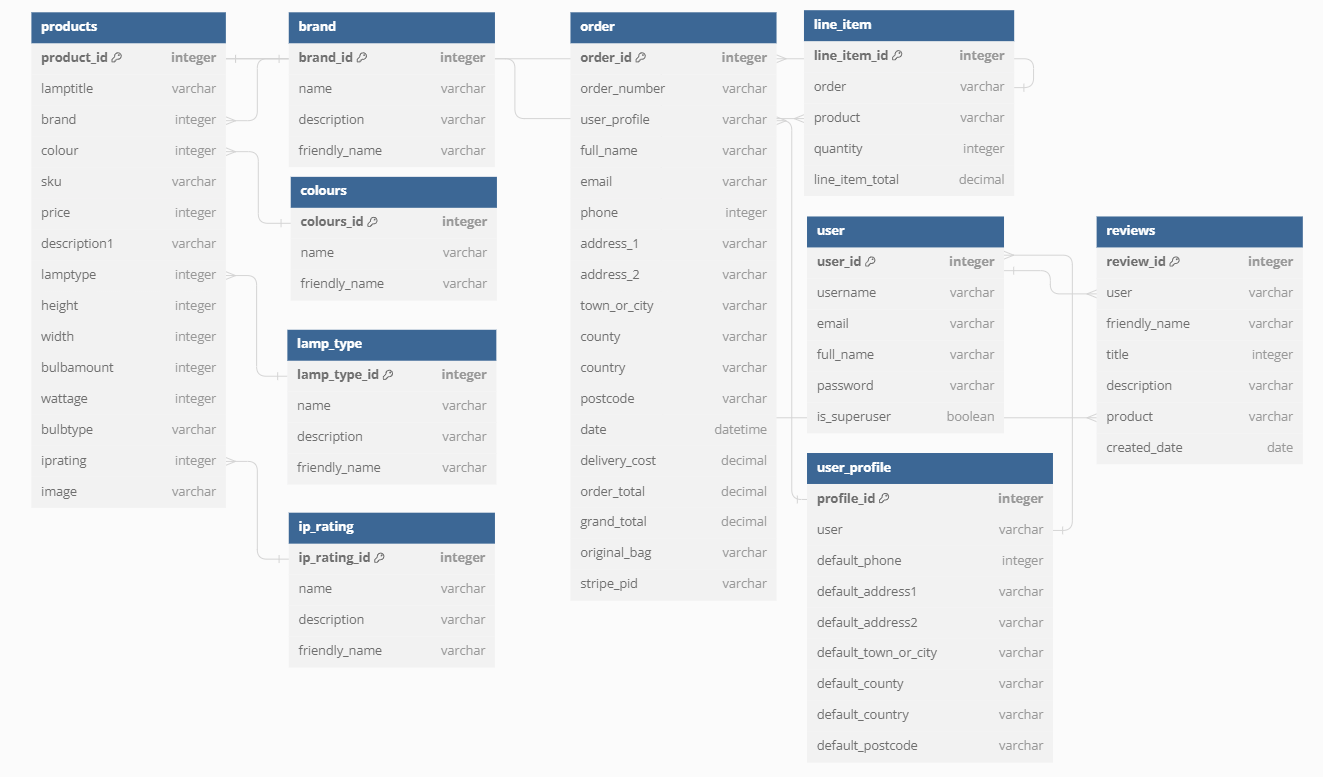 products
product_id integer
lamptitle varchar
brand integer
colour integer
sku varchar
price integer
description1 varchar
lamptype integer
height integer
width integer
bulbamount integer
wattage integer
bulbtype varchar
iprating integer
image varchar
brand
brand_id integer
name varchar
description varchar
friendly_name varchar
colours
colours_id integer
name varchar
friendly_name varchar
lamp_type
lamp_type_id integer
name varchar
description varchar
friendly_name varchar
ip_rating
ip_rating_id integer
name varchar
description varchar
friendly_name varchar
order
order_id integer
order_number varchar
user_profile varchar
full_name varchar
email varchar
phone integer
address_1 varchar
address_2 varchar
town_or_city varchar
county varchar
country varchar
postcode varchar
date datetime
delivery_cost decimal
order_total decimal
grand_total decimal
original_bag varchar
stripe_pid varchar
line_item
line_item_id integer
order varchar
product varchar
quantity integer
line_item_total decimal
user
user_id integer
username varchar
email varchar
full_name varchar
password varchar
is_superuser boolean
user_profile
profile_id integer
user varchar
default_phone integer
default_address1 varchar
default_address2 varchar
default_town_or_city varchar
default_county varchar
default_country varchar
default_postcode varchar
reviews
review_id integer
user varchar
friendly_name varchar
title integer
description varchar
product varchar
created_date date